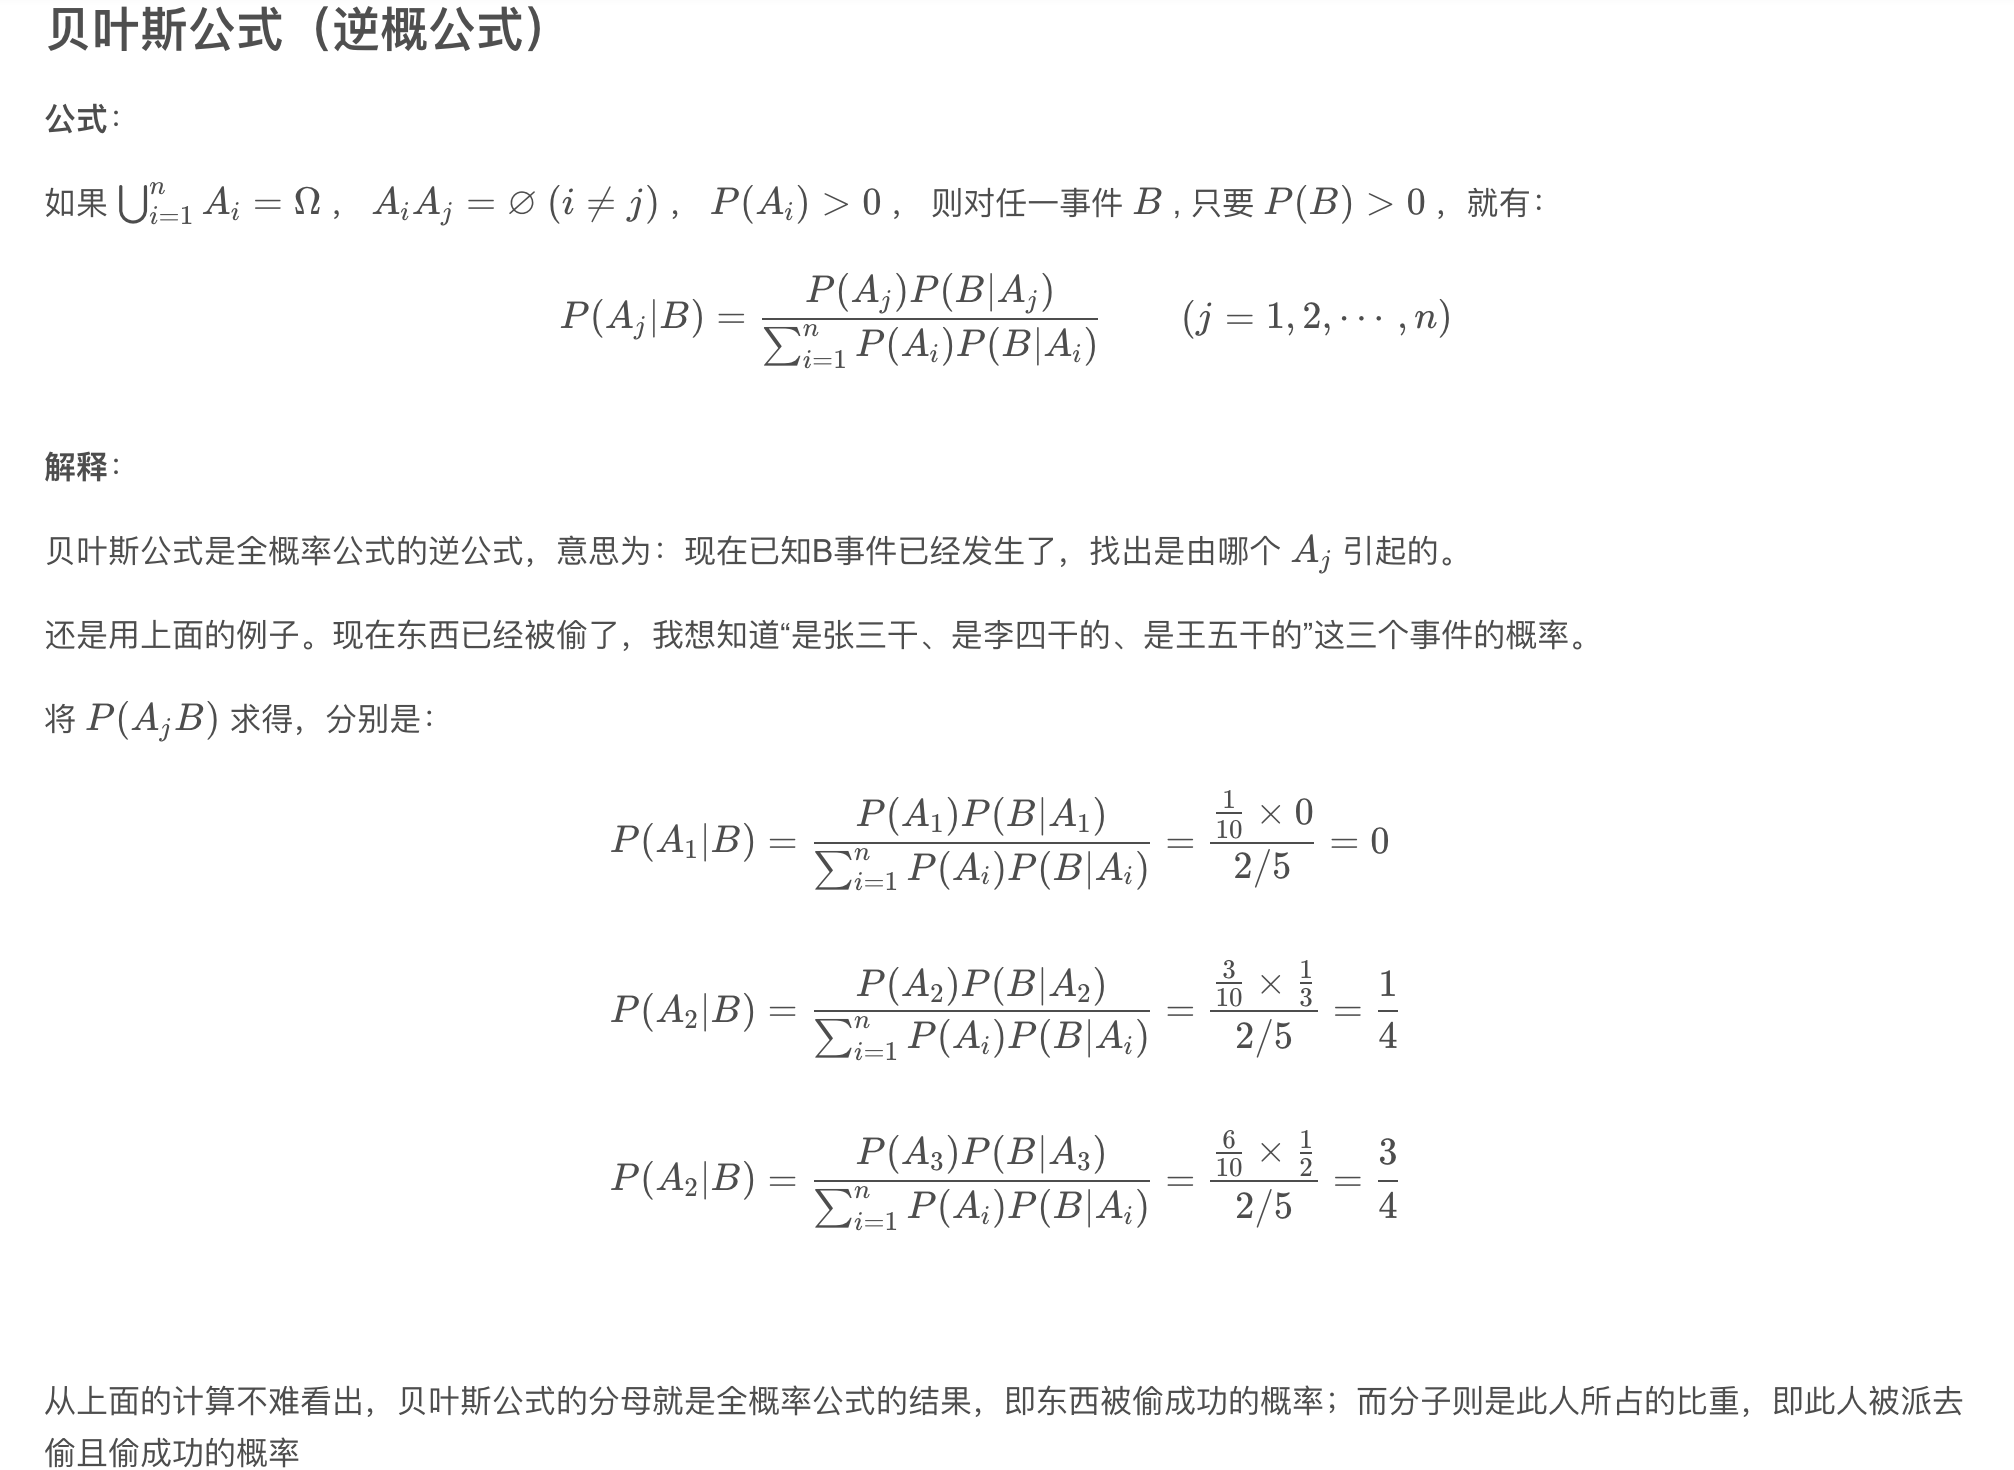 贝叶斯公式（逆概公式）
公式：
如果 $\bigcup_{i=1}^{n} A_i = \Omega$ ， $A_iA_j = \varnothing\ (i \neq j)$ ， $P(A_i) > 0$ ， 则对任一事件 $B$ , 只要 $P(B) > 0$ ，就有：
$P(A_j|B) = \frac{P(A_j)P(B|A_j)}{\sum_{i=1}^{n} P(A_i)P(B|A_i)} \qquad (j = 1, 2, \cdots, n)$
解释：
贝叶斯公式是全概率公式的逆公式，意思为：现在已知B事件已经发生了，找出是由哪个 $A_j$ 引起的。
还是用上面的例子。现在东西已经被偷了，我想知道“是张三干、是李四干的、是王五干的”这三个事件的概率。
将 $P(A_jB)$ 求得，分别是：
$P(A_1|B) = \frac{P(A_1)P(B|A_1)}{\sum_{i=1}^{n} P(A_i)P(B|A_i)} = \frac{\frac{1}{10} \times 0}{2/5} = 0$
$P(A_2|B) = \frac{P(A_2)P(B|A_2)}{\sum_{i=1}^{n} P(A_i)P(B|A_i)} = \frac{\frac{3}{10} \times \frac{1}{3}}{2/5} = \frac{1}{4}$
$P(A_2|B) = \frac{P(A_3)P(B|A_3)}{\sum_{i=1}^{n} P(A_i)P(B|A_i)} = \frac{\frac{6}{10} \times \frac{1}{2}}{2/5} = \frac{3}{4}$
从上面的计算不难看出，贝叶斯公式的分母就是全概率公式的结果，即东西被偷成功的概率；而分子则是此人所占的比重，即此人被派去
偷且偷成功的概率